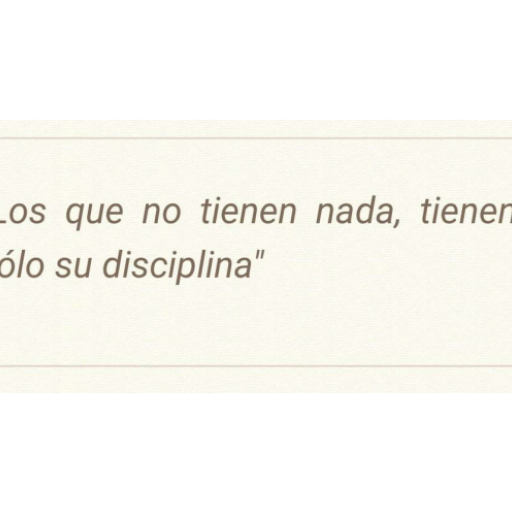 Los que no tienen nada, tienen
ólo su disciplina"